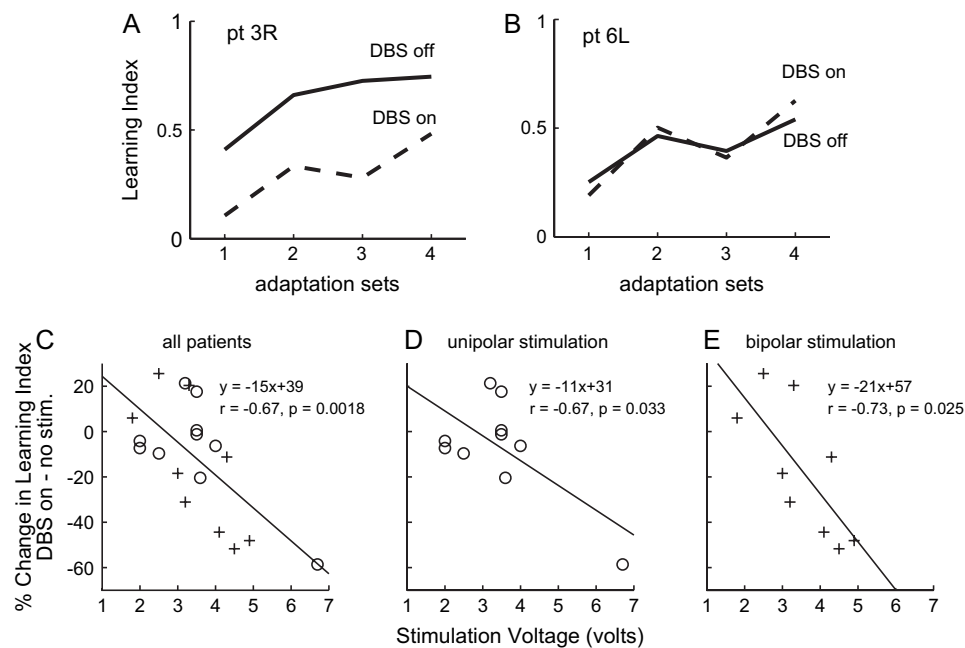 A
pt 3R
DBS off
DBS on
1
0.5
0
Learning Index
1 2 3 4
adaptation sets
B
pt 6L
DBS on
DBS off
1
0.5
0
1 2 3 4
adaptation sets
C all patients
y = -15x+39
r = -0.67, p = 0.0018
% Change in Learning Index
DBS on - no stim.
20
0
-20
-40
-60
1 2 3 4 5 6 7
D unipolar stimulation
y = -11x+31
r = -0.67, p = 0.033
1 2 3 4 5 6 7
Stimulation Voltage (volts)
E bipolar stimulation
y = -21x+57
r = -0.73, p = 0.025
1 2 3 4 5 6 7